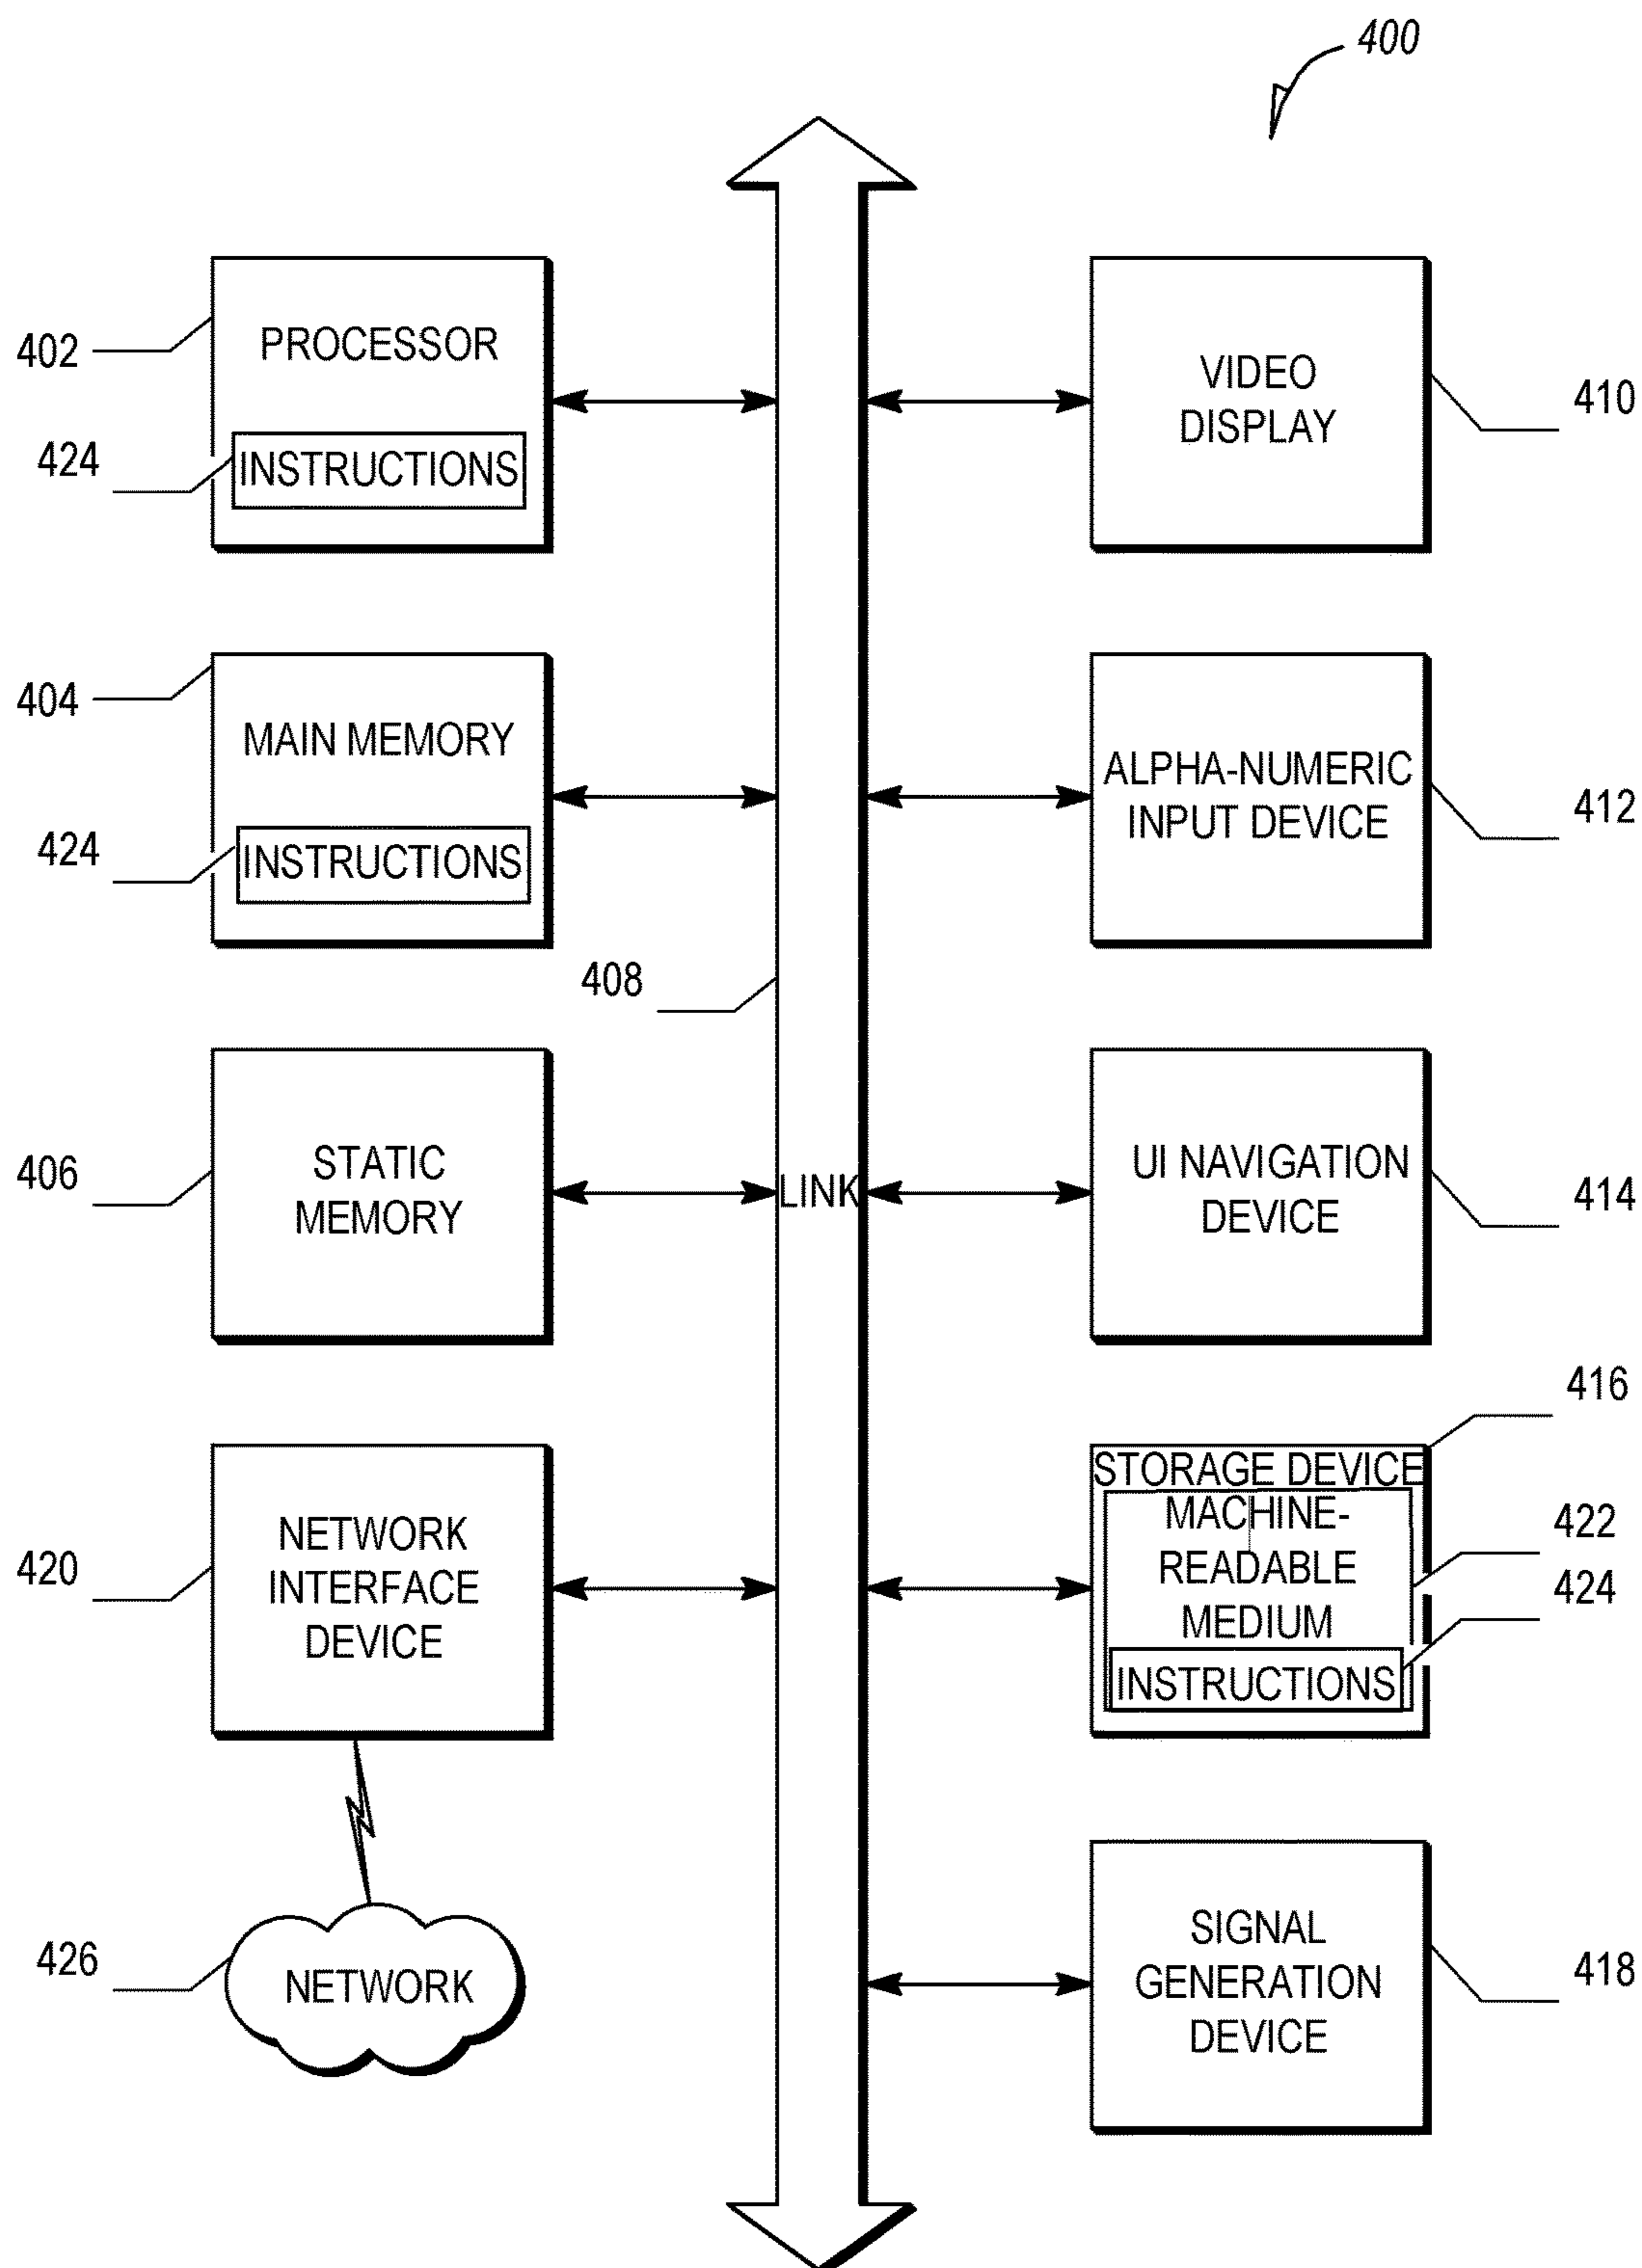 400
402
PROCESSOR
424
INSTRUCTIONS
VIDEO
DISPLAY
410
404
MAIN MEMORY
424
INSTRUCTIONS
ALPHA-NUMERIC
INPUT DEVICE
412
408
406
STATIC
MEMORY
LINK
UI NAVIGATION
DEVICE
414
416
420
NETWORK
INTERFACE
DEVICE
STORAGE DEVICE
MACHINE-
READABLE
MEDIUM
422
424
INSTRUCTIONS
426
NETWORK
SIGNAL
GENERATION
DEVICE
418